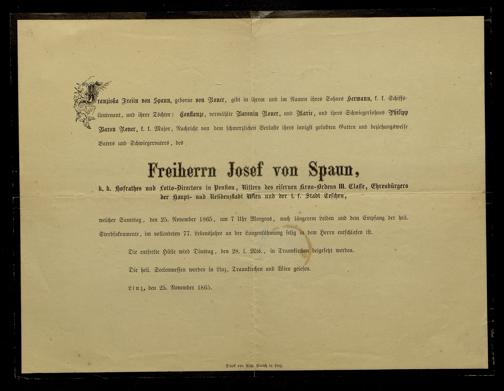 Franziska Freiin von Spaun, geborne von Roner, gibt in ihrem und im Namen ihres Sohnes Hermann, k. k. Schiffs-
lieutenant, und ihrer Töchter: Constanze, vermählte Baronin Roner, und Marie, und ihres Schwiegersohnes Philipp
Baron Roner, k. k. Major, Nachricht von dem schmerzlichen Verluste ihres innigst geliebten Gatten und beziehungsweise
Vaters und Schwiegervaters, des
Freiherrn Josef von Spaun,
k. k. Hofrathes und Lotto-Directors in Pension, Ritters des eisernen Kron-Ordens III. Classe, Ehrenbürgers
der Haupt- und Residenzstadt Wien und der k. k. Stadt Teschen,
welcher Samstag, den 25. November 1865, um 7 Uhr Morgens, nach längerem Leiden und dem Empfang der heil.
Sterbsakramente, im vollendeten 77. Lebensjahre an der Lungenlähmung selig in dem Herrn entschlafen ist.
Die entseelte Hülle wird Dinstag, den 28. l. Mts., in Traunkirchen beigesetzt werden.
Die heil. Seelenmessen werden in Linz, Traunkirchen und Wien gelesen.
Linz, den 25. November 1865.
Druck von in Linz.